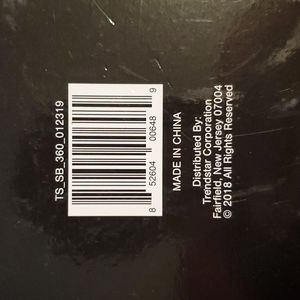 TS_SB_360_012319
8 52604 00648 9
MADE IN CHINA
Distributed By:
Trendstar Corporation
Fairfield, New Jersey 07004
© 2018 All Rights Reserved